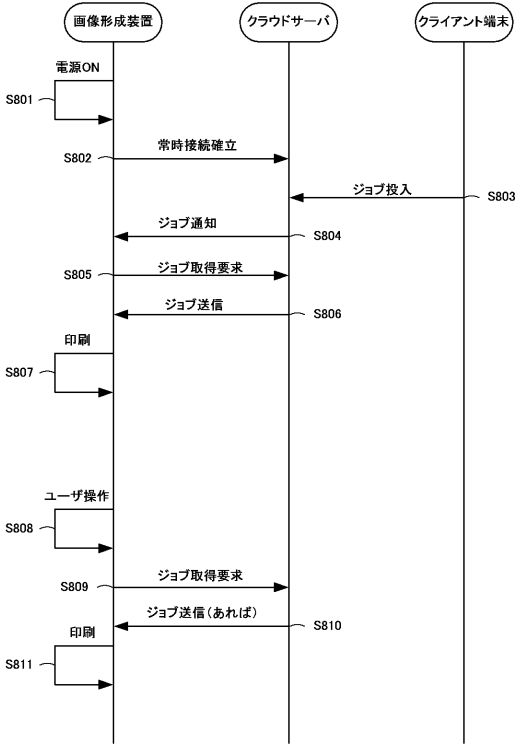 画像形成装置
クラウドサーバ
クライアント端末
電源ON
S801
常時接続確立
S802
ジョブ投入
S803
ジョブ通知
S804
ジョブ取得要求
S805
ジョブ送信
S806
印刷
S807
ユーザ操作
S808
ジョブ取得要求
S809
ジョブ送信(あれば)
S810
印刷
S811